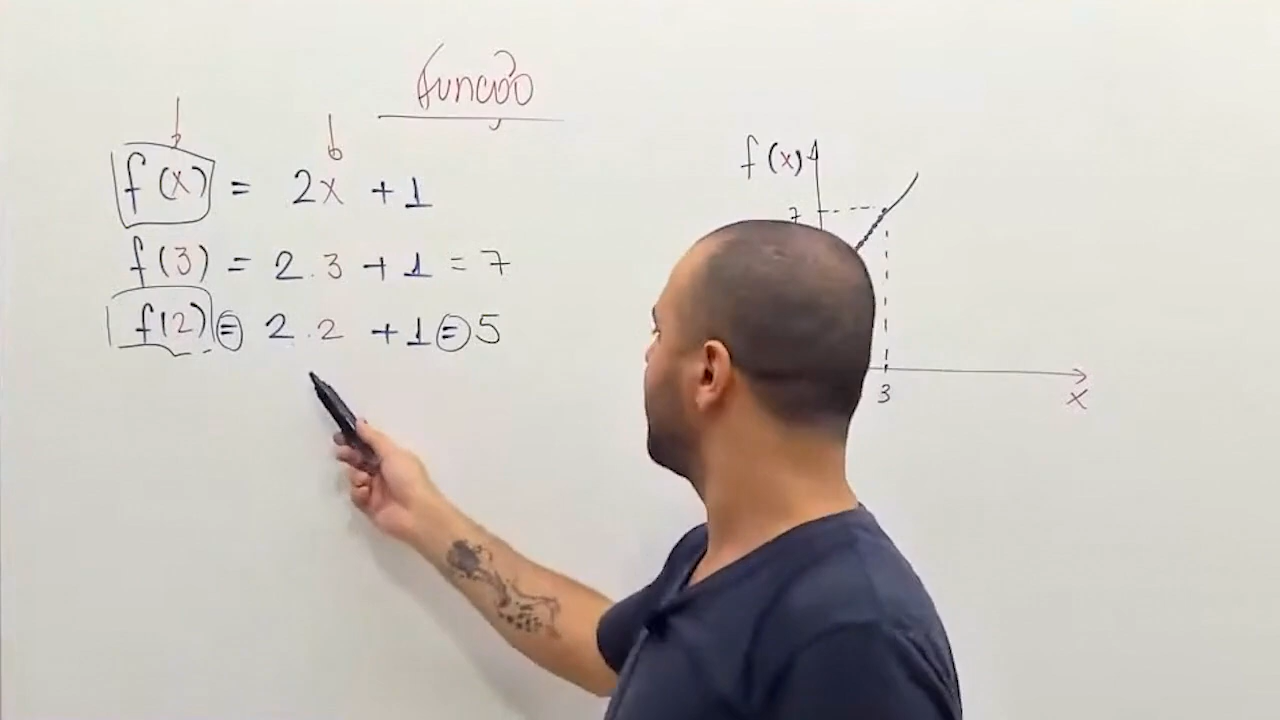 função
f(x) = 2x + 1
f(3) = 2.3 + 1 = 7
f(2) = 2.2 + 1 = 5
f(x)
7
3
x